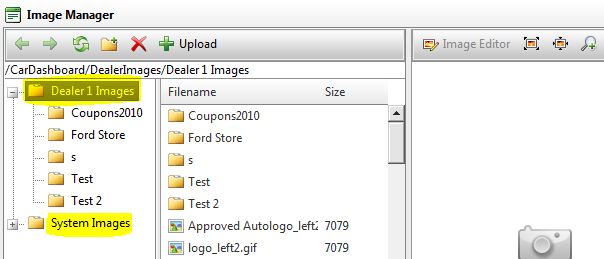 Image Manager
Upload
Image Editor
/CarDashboard/DealerImages/Dealer 1 Images
Dealer 1 Images
Coupons2010
Ford Store
s
Test
Test 2
System Images
Filename Size
Coupons2010
Ford Store
s
Test
Test 2
Approved Autologo_left2 7079
logo_left2.gif 7079